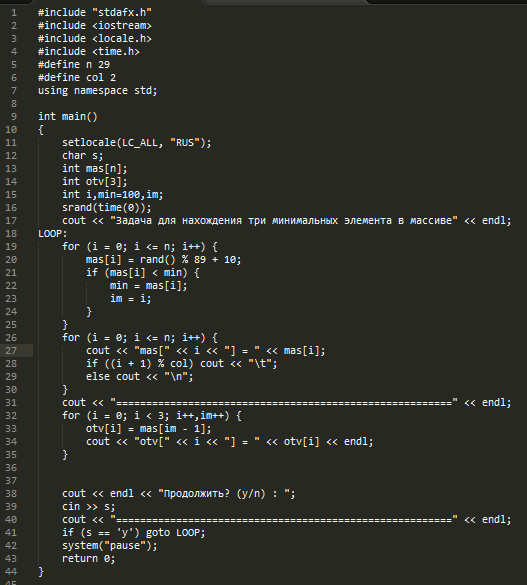 1 #include "stdafx.h"
2 #include <iostream>
3 #include <locale.h>
4 #include <time.h>
5 #define n 29
6 #define col 2
7 using namespace std;
8
9 int main()
10 {
11 setlocale(LC_ALL, "RUS");
12 char s;
13 int mas[n];
14 int otv[3];
15 int i,min=100,im;
16 srand(time(0));
17 cout << "Задача для нахождения три минимальных элемента в массиве" << endl;
18 LOOP:
19 for (i = 0; i <= n; i++) {
20 mas[i] = rand() % 89 + 10;
21 if (mas[i] < min) {
22 min = mas[i];
23 im = i;
24 }
25 }
26 for (i = 0; i <= n; i++) {
27 cout << "mas[" << i << "] = " << mas[i];
28 if ((i + 1) % col) cout << "\t";
29 else cout << "\n";
30 }
31 cout << "========================================================" << endl;
32 for (i = 0; i < 3; i++,im++) {
33 otv[i] = mas[im - 1];
34 cout << "otv[" << i << "] = " << otv[i] << endl;
35 }
36
37
38 cout << endl << "Продолжить? (y/n) : ";
39 cin >> s;
40 cout << "========================================================" << endl;
41 if (s == 'y') goto LOOP;
42 system("pause");
43 return 0;
44 }
45